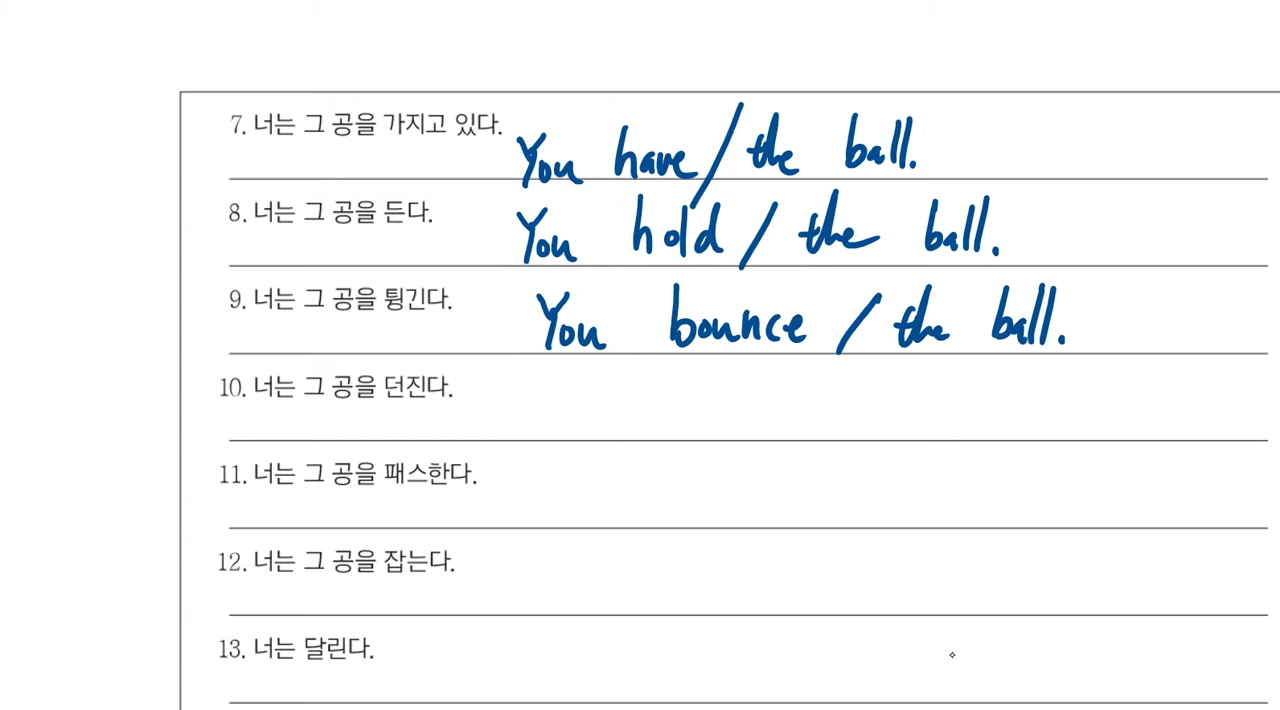 7. 너는 그 공을 가지고 있다. You have / the ball.
8. 너는 그 공을 든다. You hold / the ball.
9. 너는 그 공을 튕긴다. You bounce / the ball.
10. 너는 그 공을 던진다.
11. 너는 그 공을 패스한다.
12. 너는 그 공을 잡는다.
13. 너는 달린다.